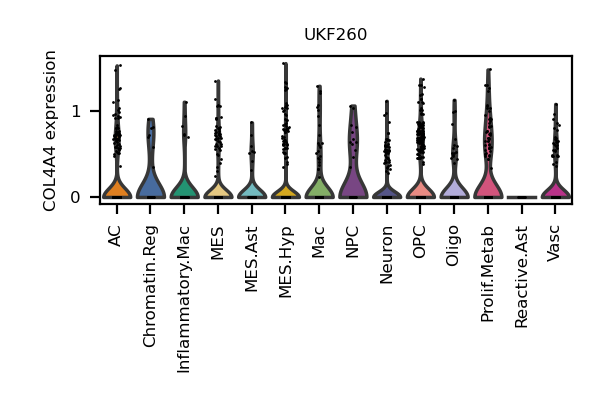 UKF260
COL4A4 expression
1
0
AC
Chromatin.Reg
Inflammatory.Mac
MES
MES.Ast
MES.Hyp
Mac
NPC
Neuron
OPC
Oligo
Prolif.Metab
Reactive.Ast
Vasc